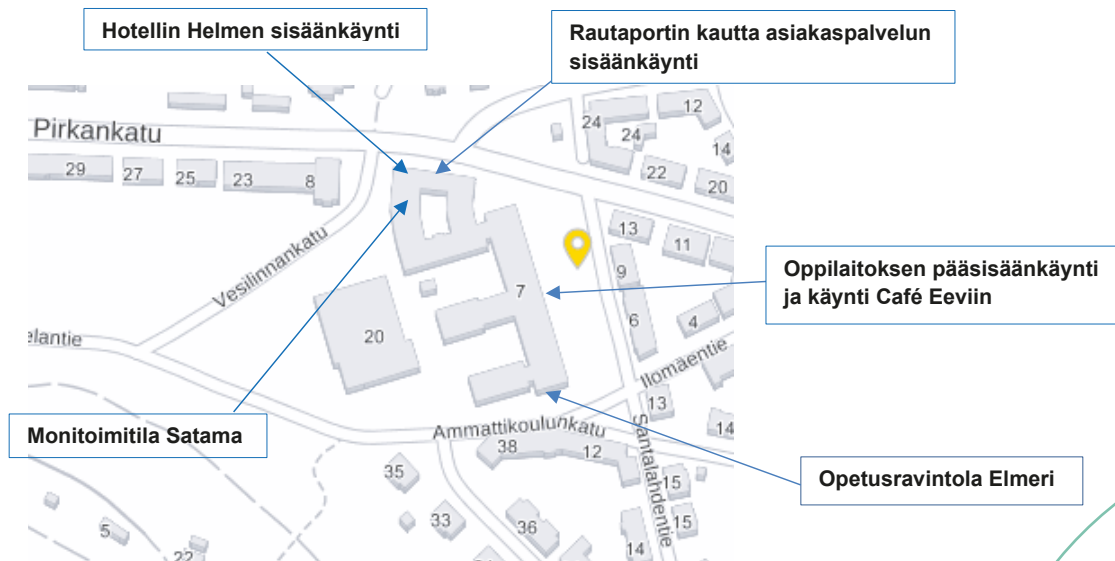 Hotellin Helmen sisäänkäynti
Rautaportin kautta asiakaspalvelun
sisäänkäynti
Pirkankatu
29
27
25
23
8
24
24
12
14
22
20
13
11
9
Vesilinnankatu
7
Oppilaitoksen pääsisäänkäynti
ja käynti Café Eeviin
20
6
4
elantie
Ilomäentie
13
14
Monitoimitila Satama
Ammattikoulunkatu
Santalahdentie
38
12
35
Opetusravintola Elmeri
15
15
33
36
14
5
22